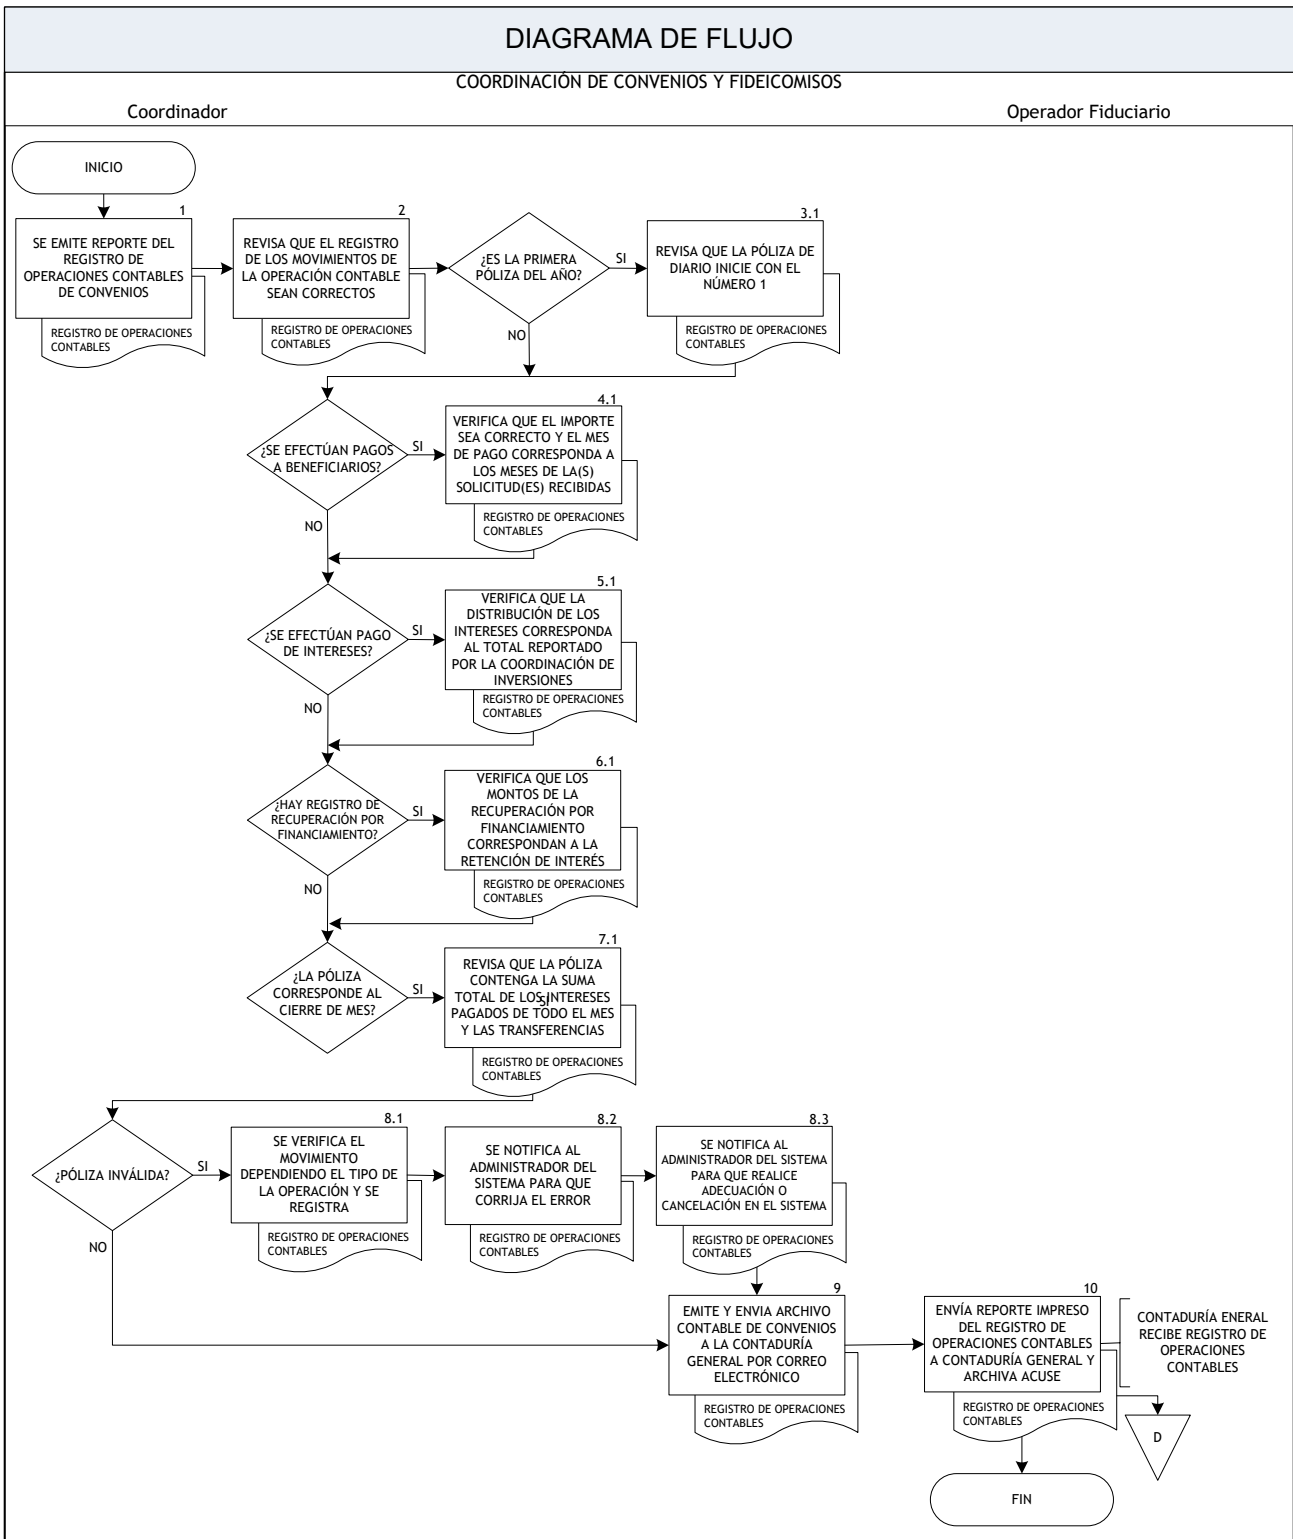 DIAGRAMA DE FLUJO
COORDINACIÓN DE CONVENIOS Y FIDEICOMISOS
Coordinador
Operador Fiduciario
INICIO
1
SE EMITE REPORTE DEL
REGISTRO DE
OPERACIONES CONTABLES
DE CONVENIOS
REGISTRO DE OPERACIONES
CONTABLES
2
REVISA QUE EL REGISTRO
DE LOS MOVIMIENTOS DE
LA OPERACIÓN CONTABLE
SEAN CORRECTOS
REGISTRO DE OPERACIONES
CONTABLES
¿ES LA PRIMERA
PÓLIZA DEL AÑO?
SI
NO
3.1
REVISA QUE LA PÓLIZA DE
DIARIO INICIE CON EL
NÚMERO 1
REGISTRO DE OPERACIONES
CONTABLES
¿SE EFECTÚAN PAGOS
A BENEFICIARIOS?
SI
NO
4.1
VERIFICA QUE EL IMPORTE
SEA CORRECTO Y EL MES
DE PAGO CORRESPONDA A
LOS MESES DE LA(S)
SOLICITUD(ES) RECIBIDAS
REGISTRO DE OPERACIONES
CONTABLES
¿SE EFECTÚAN PAGO
DE INTERESES?
SI
NO
5.1
VERIFICA QUE LA
DISTRIBUCIÓN DE LOS
INTERESES CORRESPONDA
AL TOTAL REPORTADO
POR LA COORDINACIÓN DE
INVERSIONES
REGISTRO DE OPERACIONES
CONTABLES
¿HAY REGISTRO DE
RECUPERACIÓN POR
FINANCIAMIENTO?
SI
NO
6.1
VERIFICA QUE LOS
MONTOS DE LA
RECUPERACIÓN POR
FINANCIAMIENTO
CORRESPONDAN A LA
RETENCIÓN DE INTERÉS
REGISTRO DE OPERACIONES
CONTABLES
¿LA PÓLIZA
CORRESPONDE AL
CIERRE DE MES?
SI
7.1
REVISA QUE LA PÓLIZA
CONTENGA LA SUMA
TOTAL DE LOS INTERESES
SI
PAGADOS DE TODO EL MES
Y LAS TRANSFERENCIAS
REGISTRO DE OPERACIONES
CONTABLES
¿PÓLIZA INVÁLIDA?
SI
NO
8.1
SE VERIFICA EL
MOVIMIENTO
DEPENDIENDO EL TIPO DE
LA OPERACIÓN Y SE
REGISTRA
REGISTRO DE OPERACIONES
CONTABLES
8.2
SE NOTIFICA AL
ADMINISTRADOR DEL
SISTEMA PARA QUE
CORRIJA EL ERROR
REGISTRO DE OPERACIONES
CONTABLES
8.3
SE NOTIFICA AL
ADMINISTRADOR DEL SISTEMA
PARA QUE REALICE
ADECUACIÓN O
CANCELACIÓN EN EL SISTEMA
REGISTRO DE OPERACIONES
CONTABLES
9
EMITE Y ENVIA ARCHIVO
CONTABLE DE CONVENIOS
A LA CONTADURÍA
GENERAL POR CORREO
ELECTRÓNICO
REGISTRO DE OPERACIONES
CONTABLES
10
ENVÍA REPORTE IMPRESO
DEL REGISTRO DE
OPERACIONES CONTABLES
A CONTADURÍA GENERAL Y
ARCHIVA ACUSE
REGISTRO DE OPERACIONES
CONTABLES
CONTADURÍA ENERAL
RECIBE REGISTRO DE
OPERACIONES
CONTABLES
D
FIN